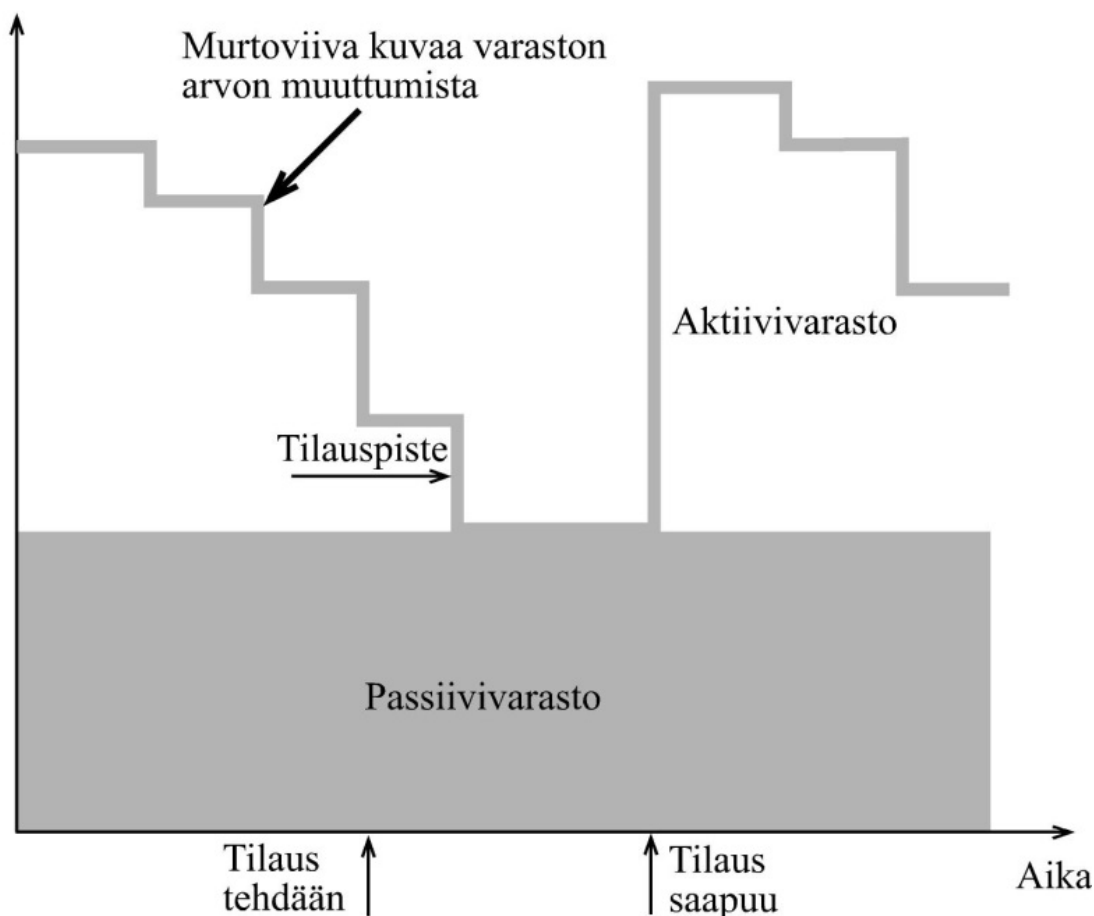 Murtoviiva kuvaa varaston
arvon muuttumista
Aktiivivarasto
Tilauspiste
Passiivivarasto
Tilaus
tehdään
Tilaus
saapuu
Aika